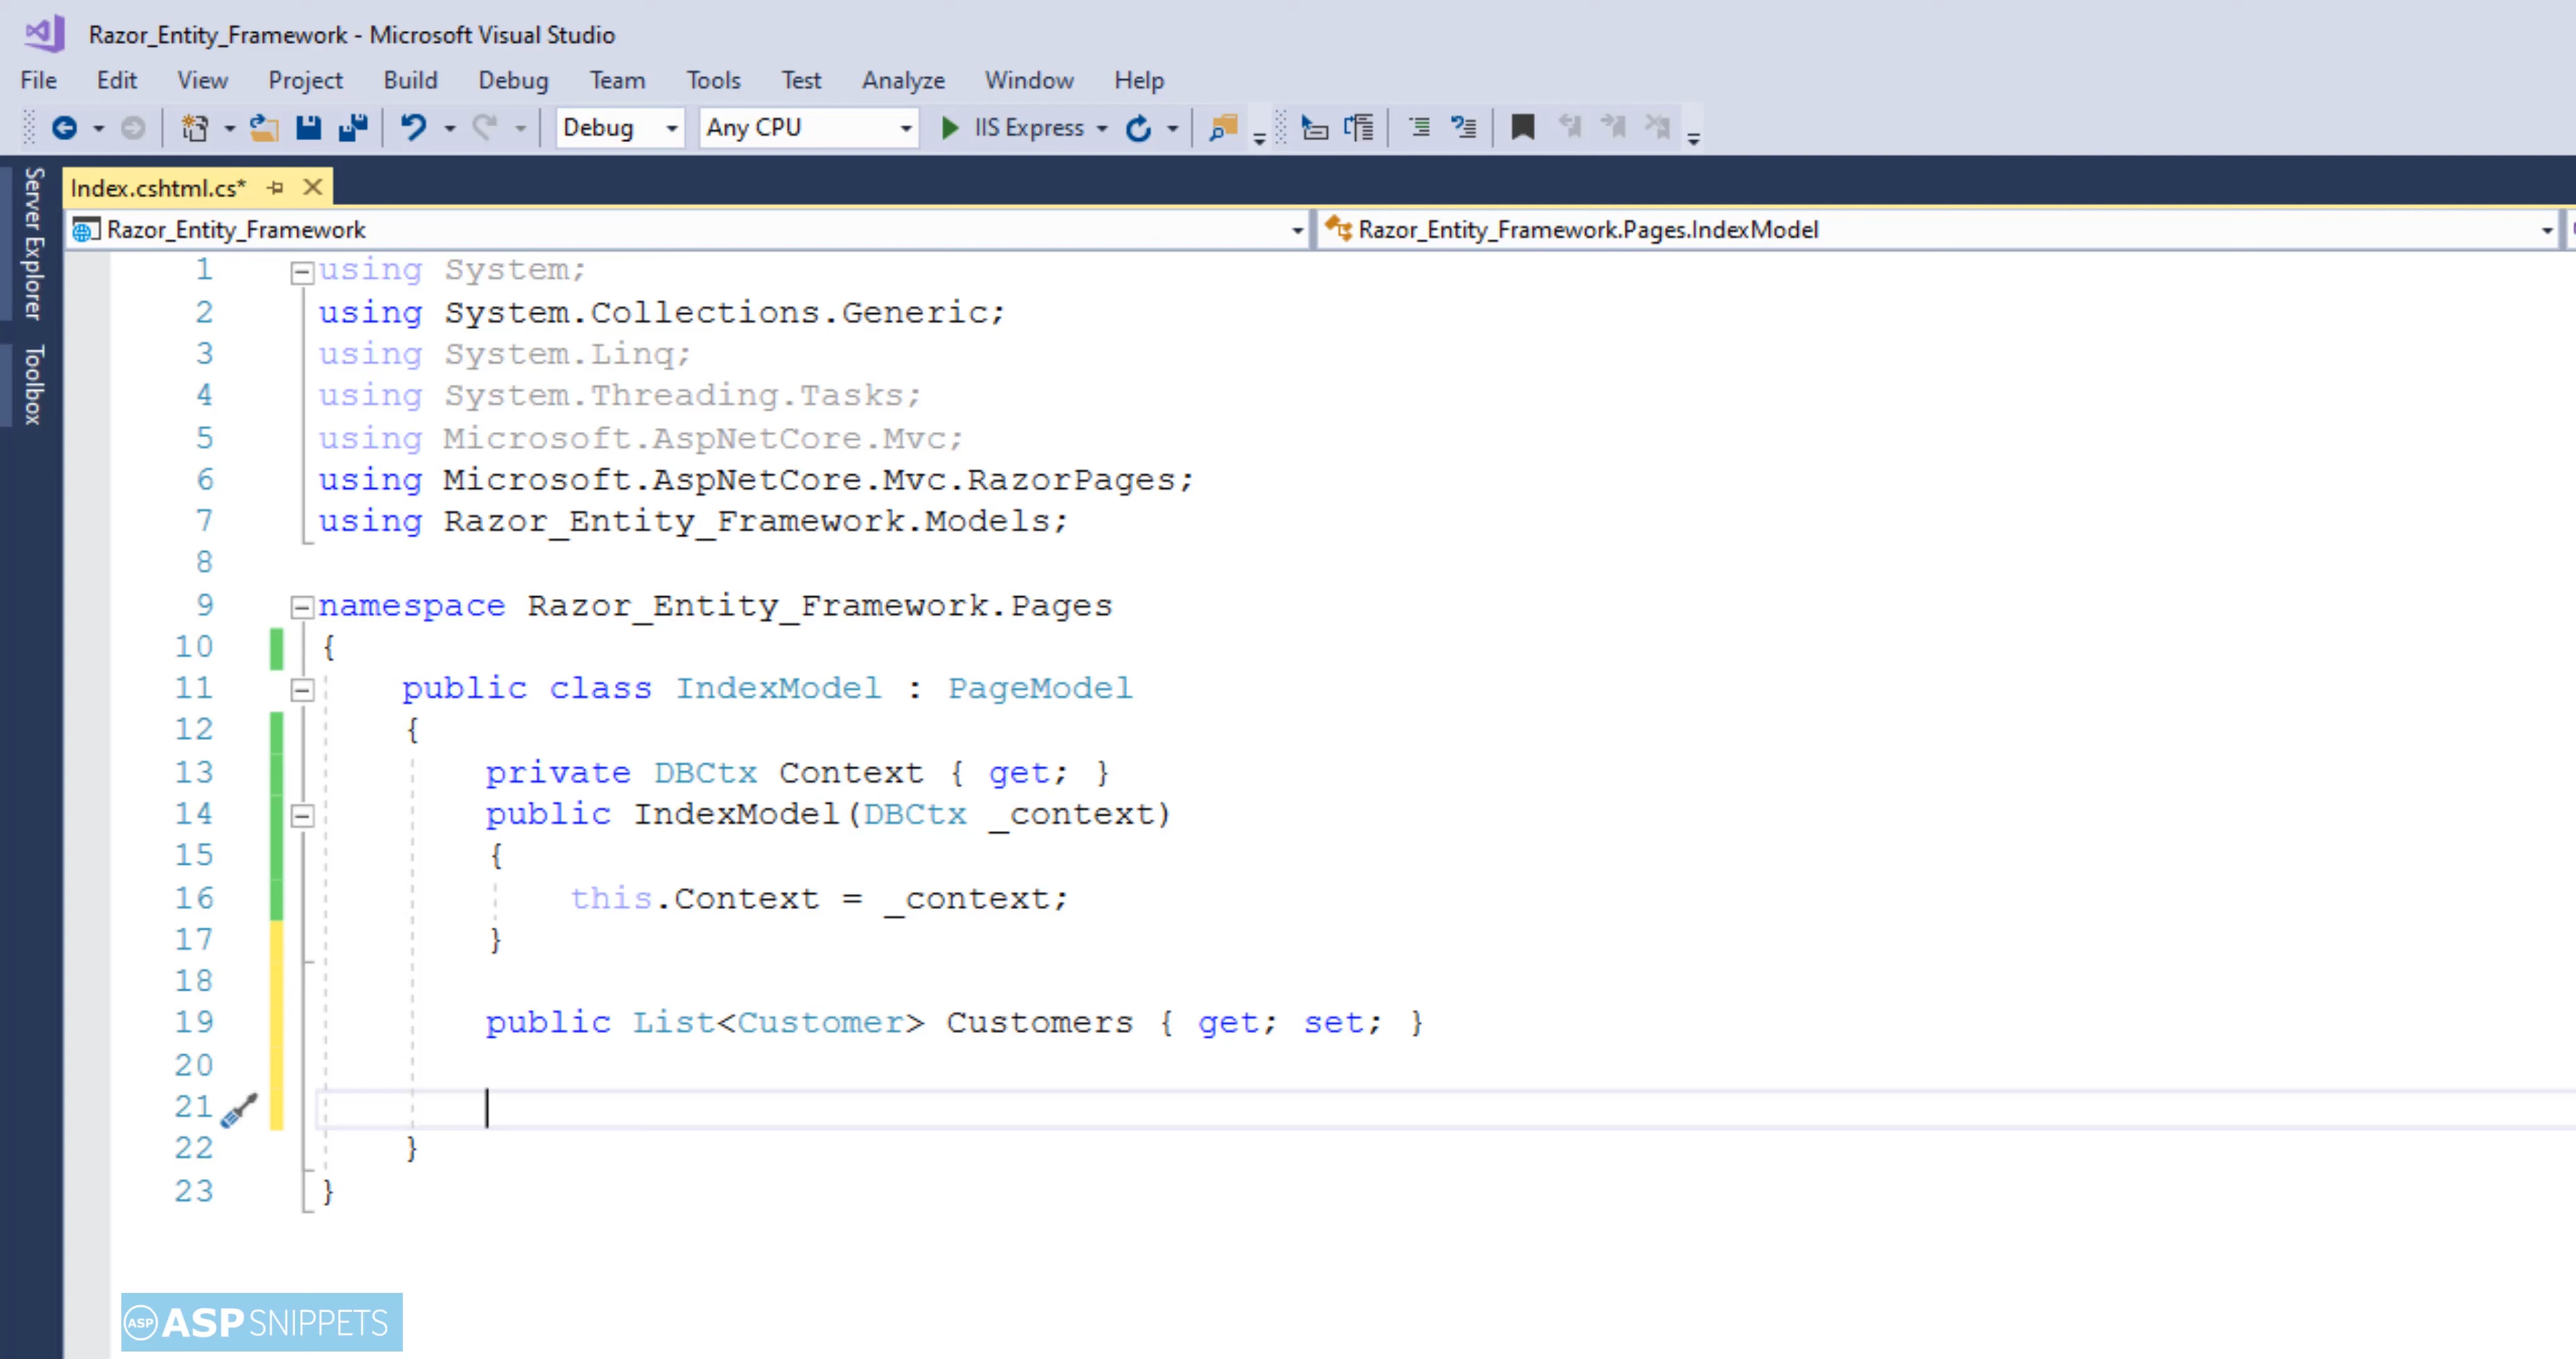 Razor_Entity_Framework - Microsoft Visual Studio
File Edit View Project Build Debug Team Tools Test Analyze Window Help
Debug Any CPU IIS Express
Server Explorer
Toolbox
Index.cshtml.cs*
Razor_Entity_Framework Razor_Entity_Framework.Pages.IndexModel
1 using System;
2 using System.Collections.Generic;
3 using System.Linq;
4 using System.Threading.Tasks;
5 using Microsoft.AspNetCore.Mvc;
6 using Microsoft.AspNetCore.Mvc.RazorPages;
7 using Razor_Entity_Framework.Models;
8
9 namespace Razor_Entity_Framework.Pages
10 {
11 public class IndexModel : PageModel
12 {
13 private DBCtx Context { get; }
14 public IndexModel(DBCtx _context)
15 {
16 this.Context = _context;
17 }
18
19 public List<Customer> Customers { get; set; }
20
21
22 }
23 }
ASP ASPSNIPPETS